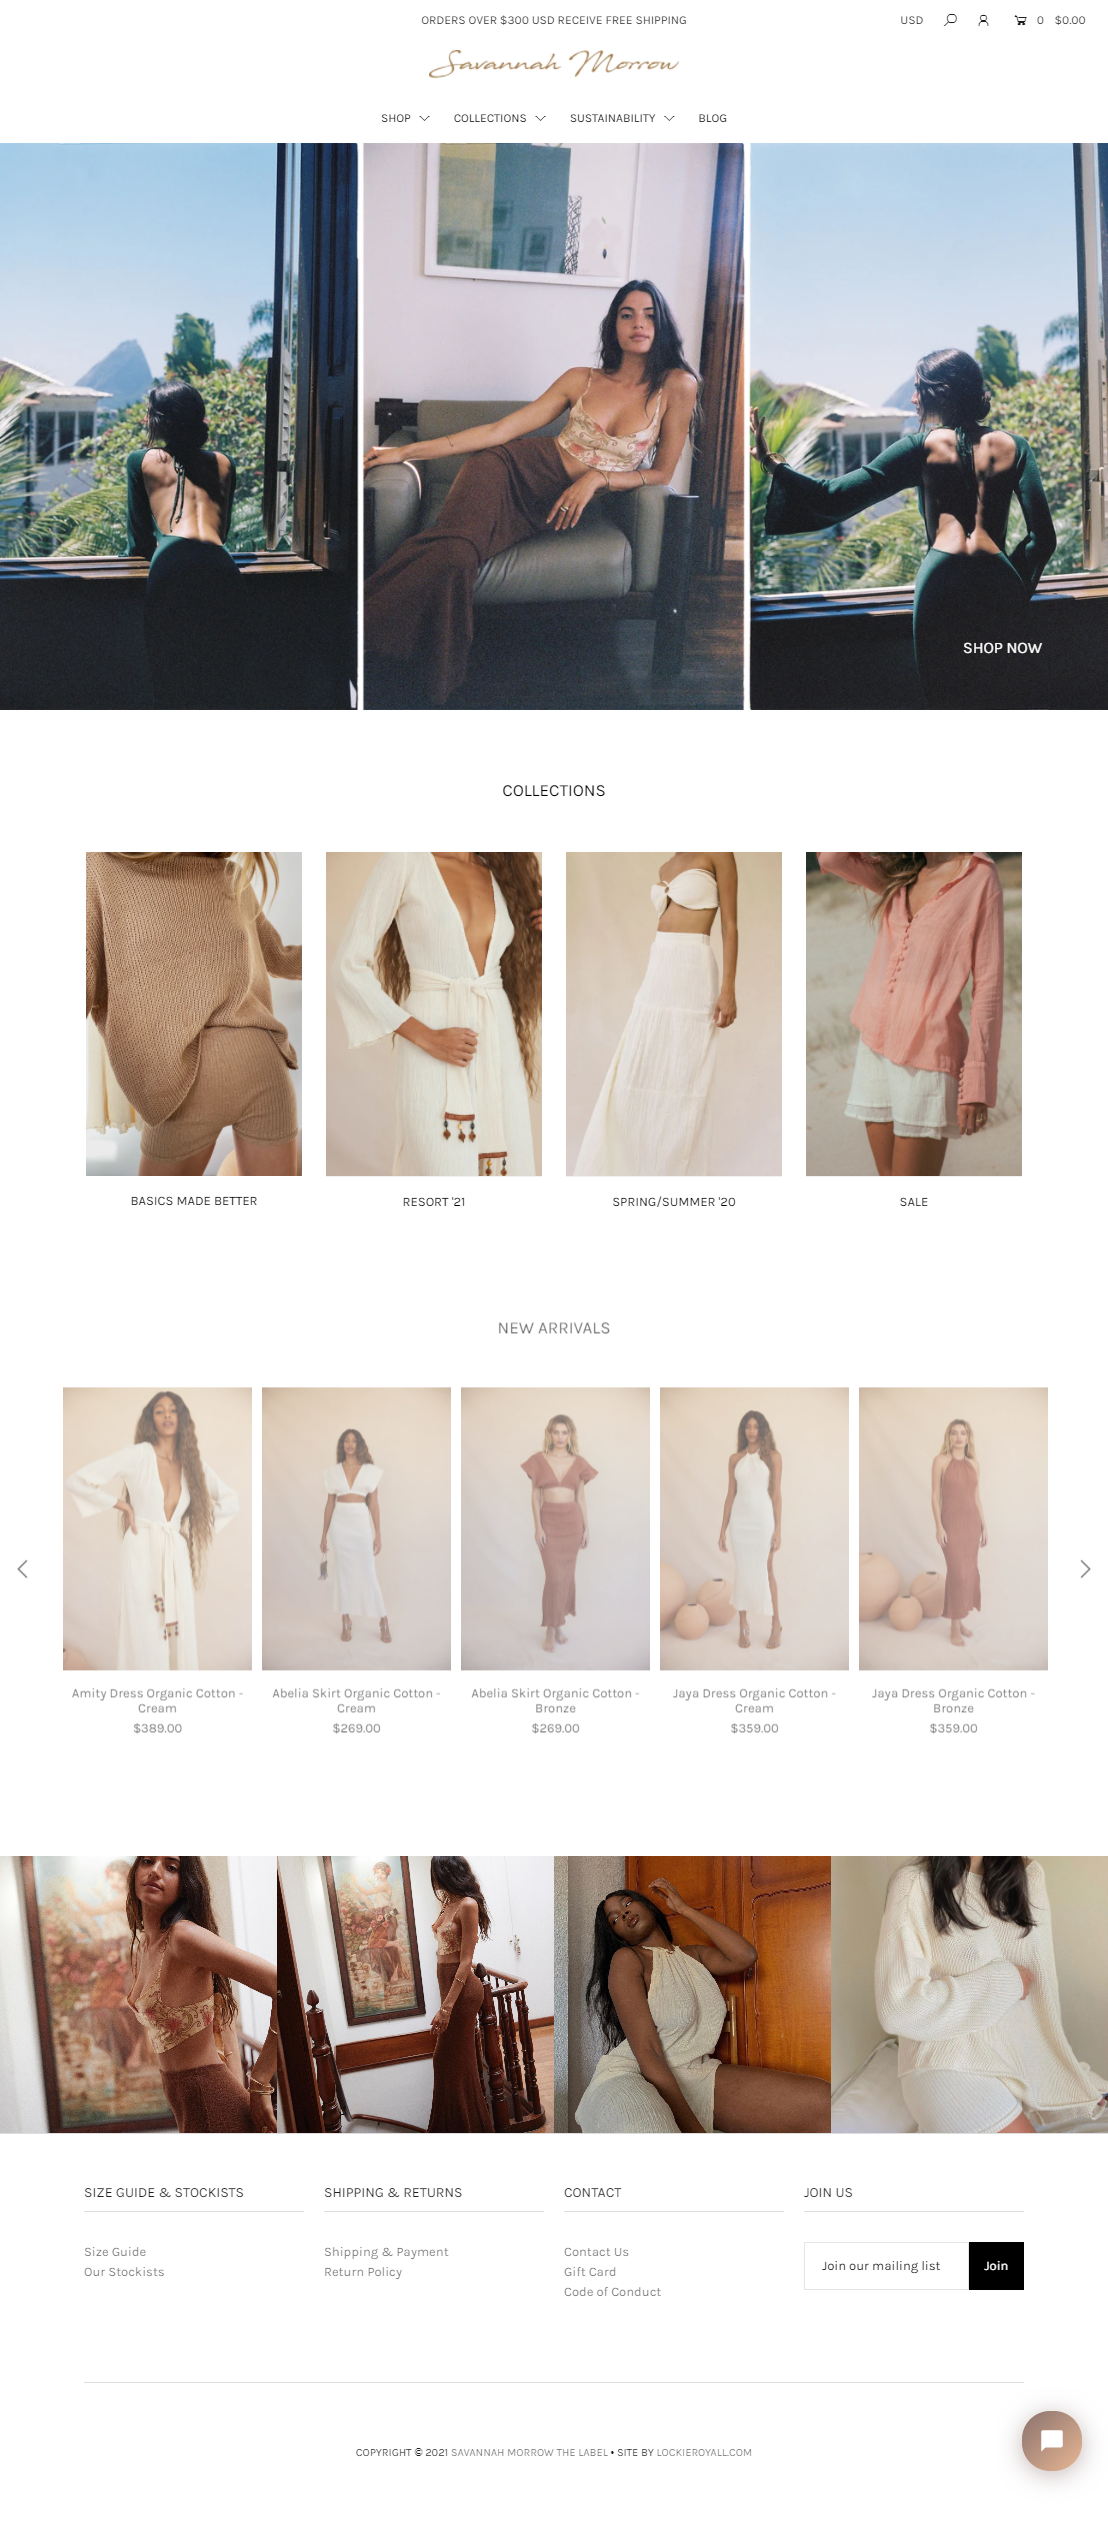 ORDERS OVER $300 USD RECEIVE FREE SHIPPING
USD 0 $0.00
Savannah Morrow
SHOP COLLECTIONS SUSTAINABILITY BLOG
SHOP NOW
COLLECTIONS
BASICS MADE BETTER
RESORT '21
SPRING/SUMMER '20
SALE
NEW ARRIVALS
Amity Dress Organic Cotton -
Cream
$389.00
Abelia Skirt Organic Cotton -
Cream
$269.00
Abelia Skirt Organic Cotton -
Bronze
$269.00
Jaya Dress Organic Cotton -
Cream
$359.00
Jaya Dress Organic Cotton -
Bronze
$359.00
SIZE GUIDE & STOCKISTS
Size Guide
Our Stockists
SHIPPING & RETURNS
Shipping & Payment
Return Policy
CONTACT
Contact Us
Gift Card
Code of Conduct
JOIN US
Join our mailing list Join
COPYRIGHT © 2021 SAVANNAH MORROW THE LABEL • SITE BY LOCKIEROYALL.COM